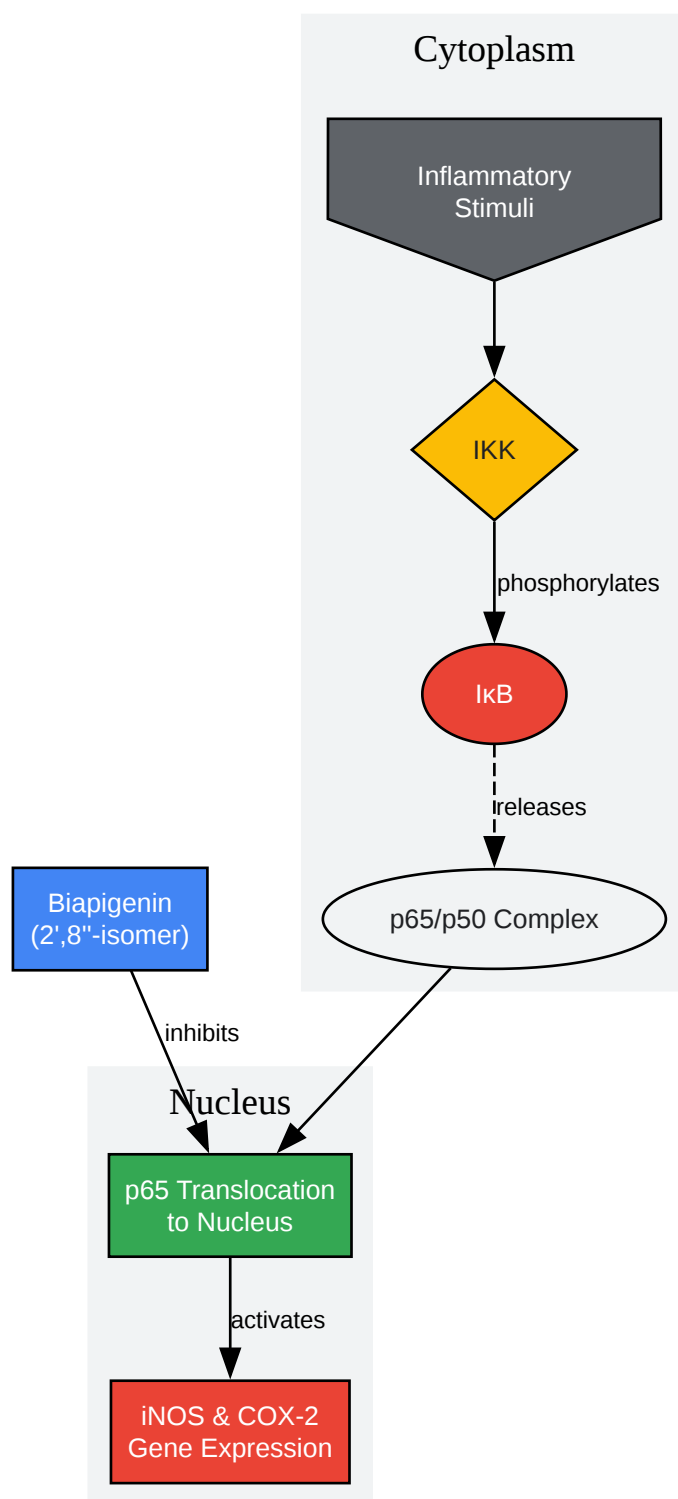 Cytoplasm
Inflammatory
Stimuli
IKK
phosphorylates
IκB
releases
Biapigenin
(2',8"-isomer)
p65/p50 Complex
inhibits
Nucleus
p65 Translocation
to Nucleus
activates
iNOS & COX-2
Gene Expression